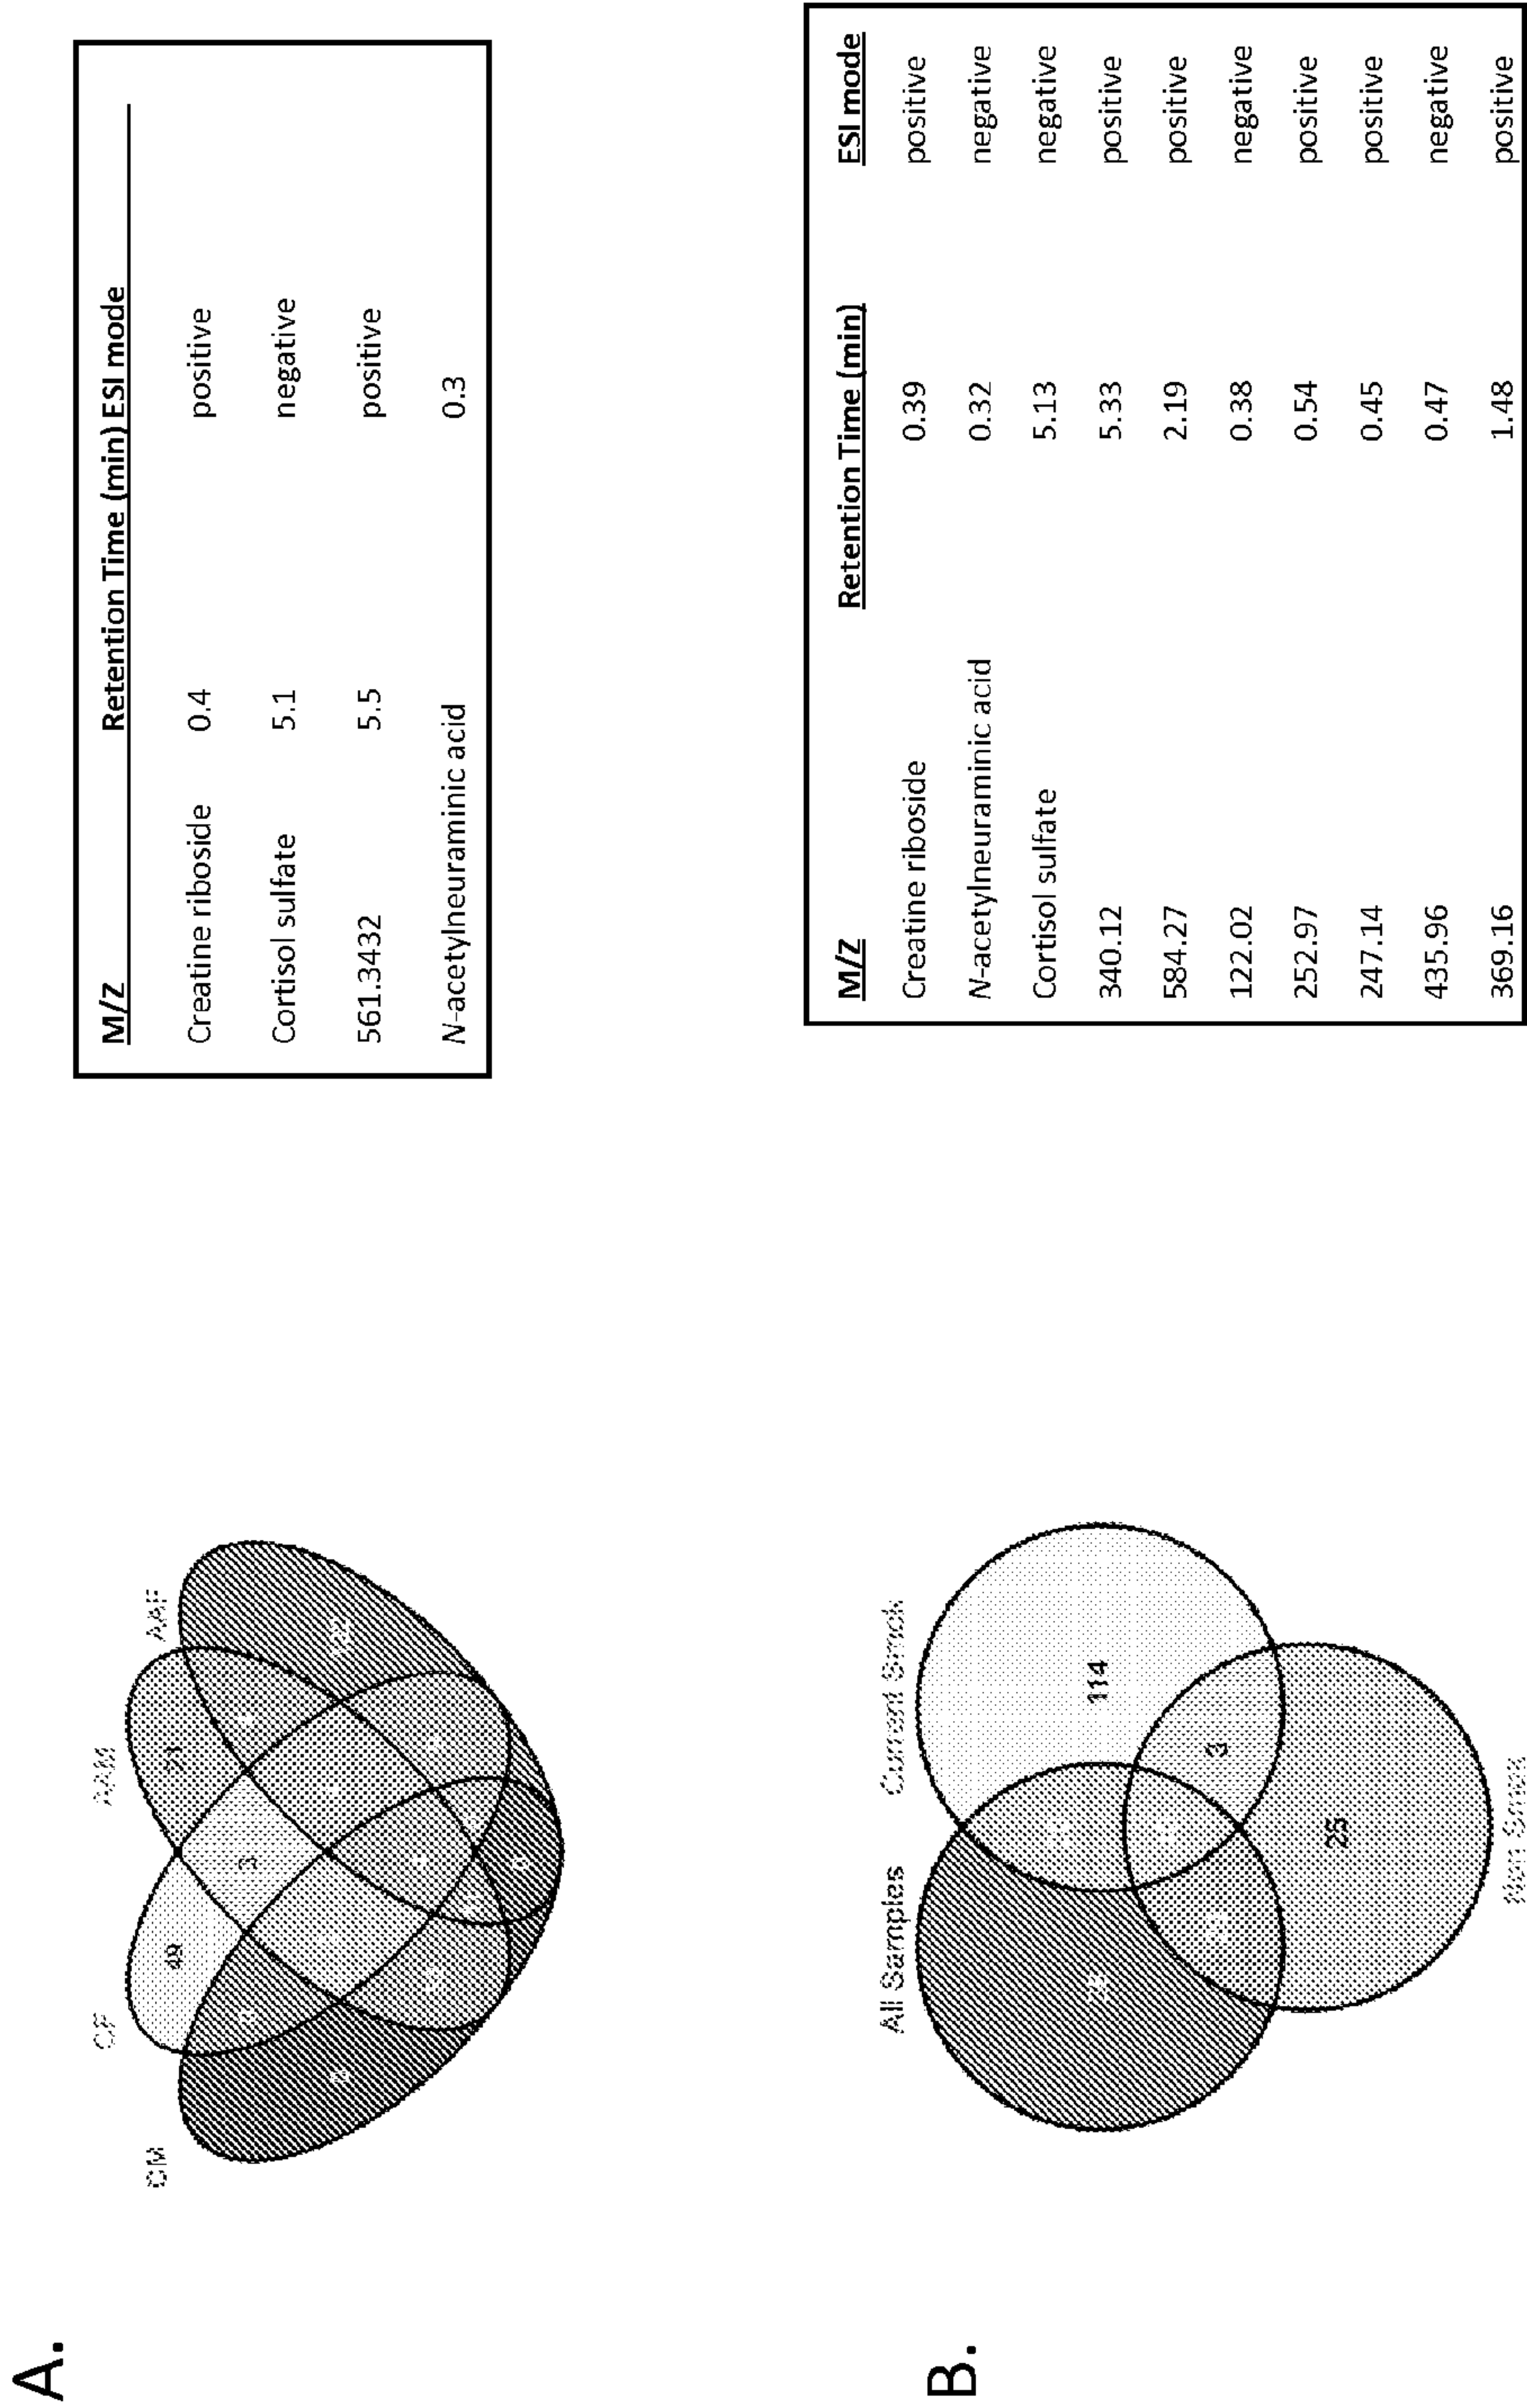 A.
CM
CF
AAM
AAF
49
3
M/Z Retention Time (min) ESI mode
Creatine riboside 0.4 positive
Cortisol sulfate 5.1 negative
561.3432 5.5 positive
N-acetylneuraminic acid 0.3
B.
All Samples
Current Smok
114
3
25
Non Smok
M/Z Retention Time (min) ESI mode
Creatine riboside 0.39 positive
N-acetylneuraminic acid 0.32 negative
Cortisol sulfate 5.13 negative
340.12 5.33 positive
584.27 2.19 positive
122.02 0.38 negative
252.97 0.54 positive
247.14 0.45 positive
435.96 0.47 negative
369.16 1.48 positive